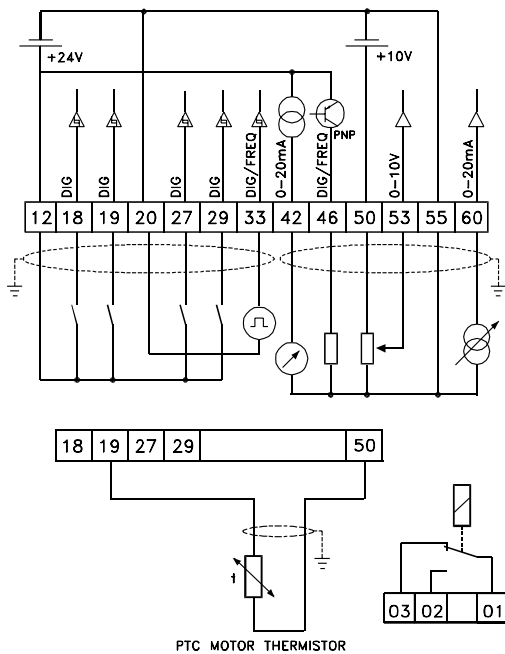 +24V
+10V
PNP
DIG
DIG
DIG
DIG
DIG/FREQ
0-20mA
DIG/FREQ
0-10V
0-20mA
12 18 19 20 27 29 33 42 46 50 53 55 60
18 19 27 29 50
03 02 01
PTC MOTOR THERMISTOR